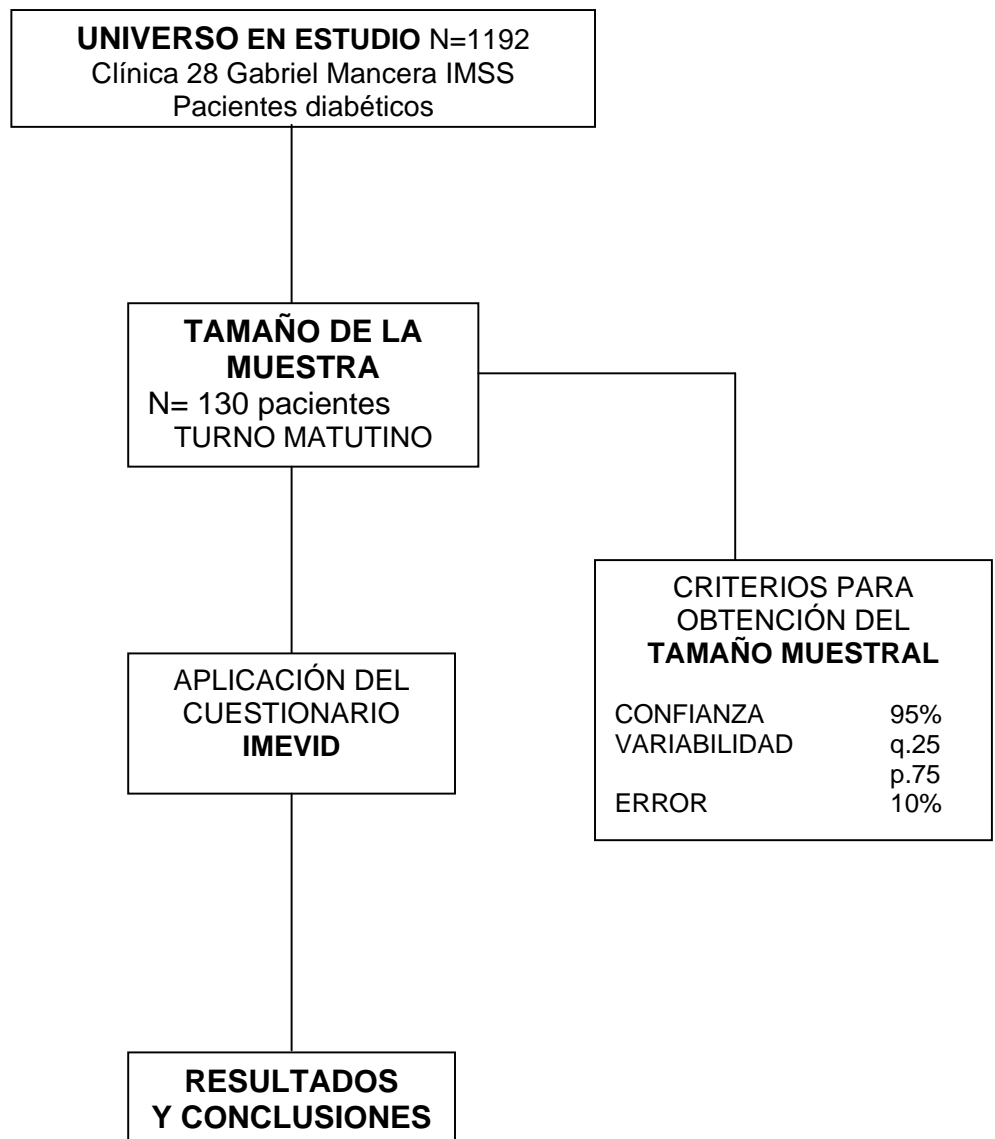 UNIVERSO EN ESTUDIO N=1192
Clínica 28 Gabriel Mancera IMSS
Pacientes diabéticos
TAMAÑO DE LA
MUESTRA
N= 130 pacientes
TURNO MATUTINO
CRITERIOS PARA
OBTENCIÓN DEL
TAMAÑO MUESTRAL
CONFIANZA 95%
VARIABILIDAD q.25
p.75
ERROR 10%
APLICACIÓN DEL
CUESTIONARIO
IMEVID
RESULTADOS
Y CONCLUSIONES